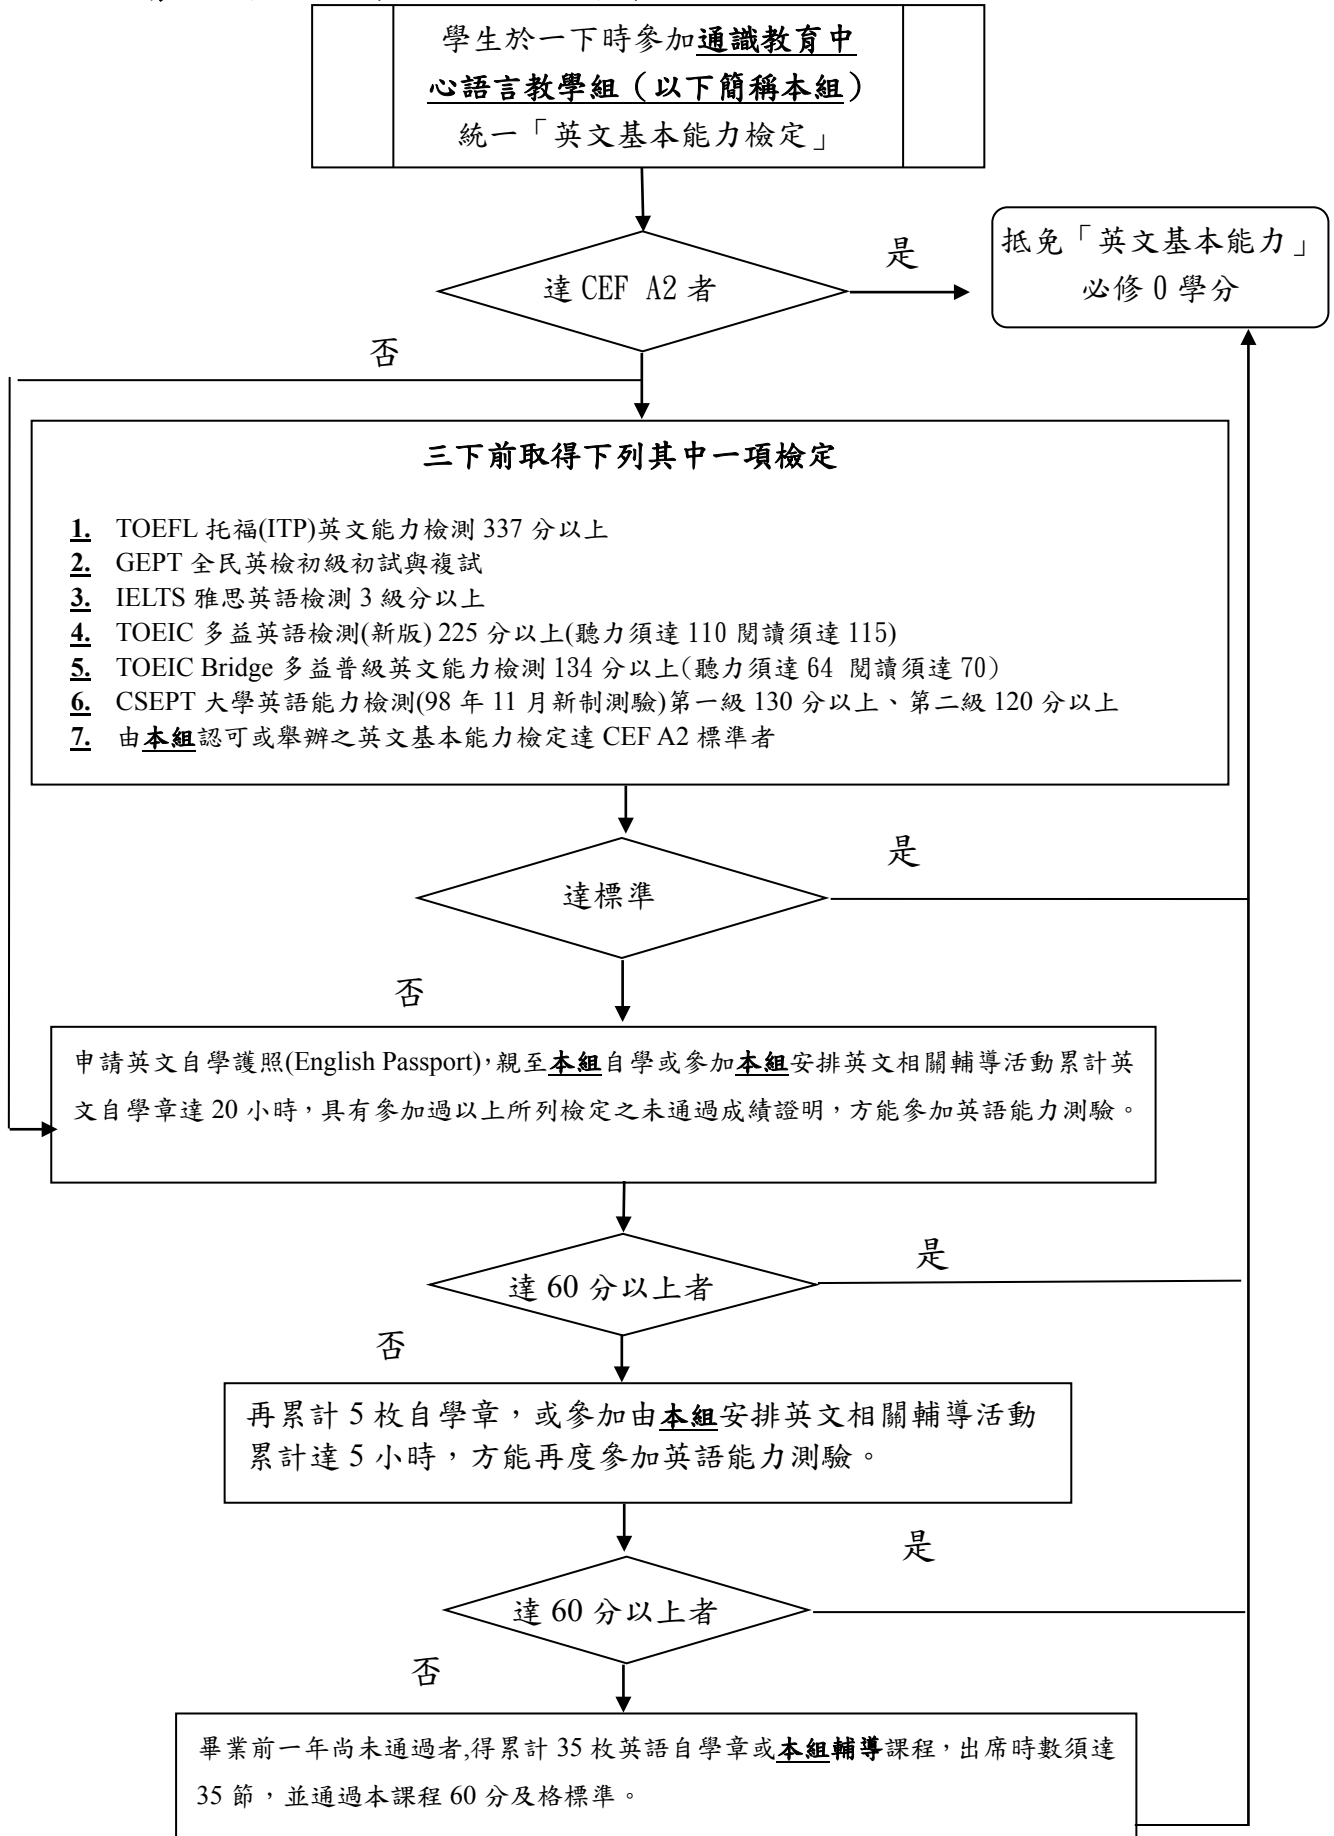 學生於一下時參加通識教育中
心語言教學組（以下簡稱本組）
統一「英文基本能力檢定」
達 CEF A2 者
是
抵免「英文基本能力」
必修 0 學分
否
三下前取得下列其中一項檢定
1. TOEFL 托福(ITP)英文能力檢測 337 分以上
2. GEPT 全民英檢初級初試與複試
3. IELTS 雅思英語檢測 3 級分以上
4. TOEIC 多益英語檢測(新版) 225 分以上(聽力須達 110 閱讀須達 115)
5. TOEIC Bridge 多益普級英文能力檢測 134 分以上(聽力須達 64 閱讀須達 70)
6. CSEPT 大學英語能力檢測(98 年 11 月新制測驗)第一級 130 分以上、第二級 120 分以上
7. 由本組認可或舉辦之英文基本能力檢定達 CEF A2 標準者
達標準
是
否
申請英文自學護照(English Passport)，親至本組自學或參加本組安排英文相關輔導活動累計英
文自學章達 20 小時，具有參加過以上所列檢定之未通過成績證明，方能參加英語能力測驗。
達 60 分以上者
是
否
再累計 5 枚自學章，或參加由本組安排英文相關輔導活動
累計達 5 小時，方能再度參加英語能力測驗。
達 60 分以上者
是
否
畢業前一年尚未通過者,得累計 35 枚英語自學章或本組輔導課程，出席時數須達
35 節，並通過本課程 60 分及格標準。